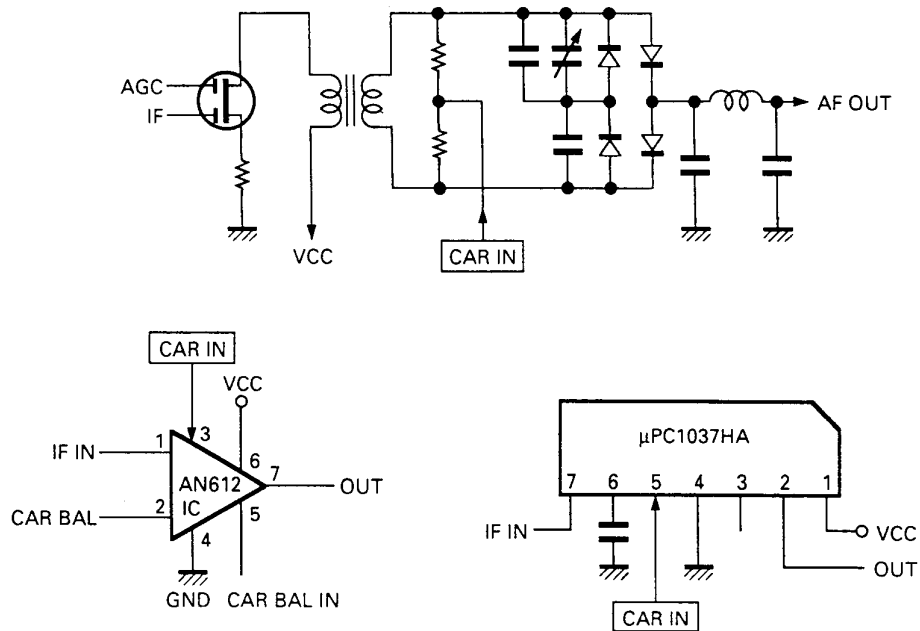 AGC
IF
AF OUT
VCC
CAR IN
CAR IN
VCC
IF IN
1
3
6
7
AN612
IC
OUT
CAR BAL
2
5
4
GND
CAR BAL IN
μPC1037HA
7 6 5 4 3 2 1
IF IN
VCC
OUT
CAR IN